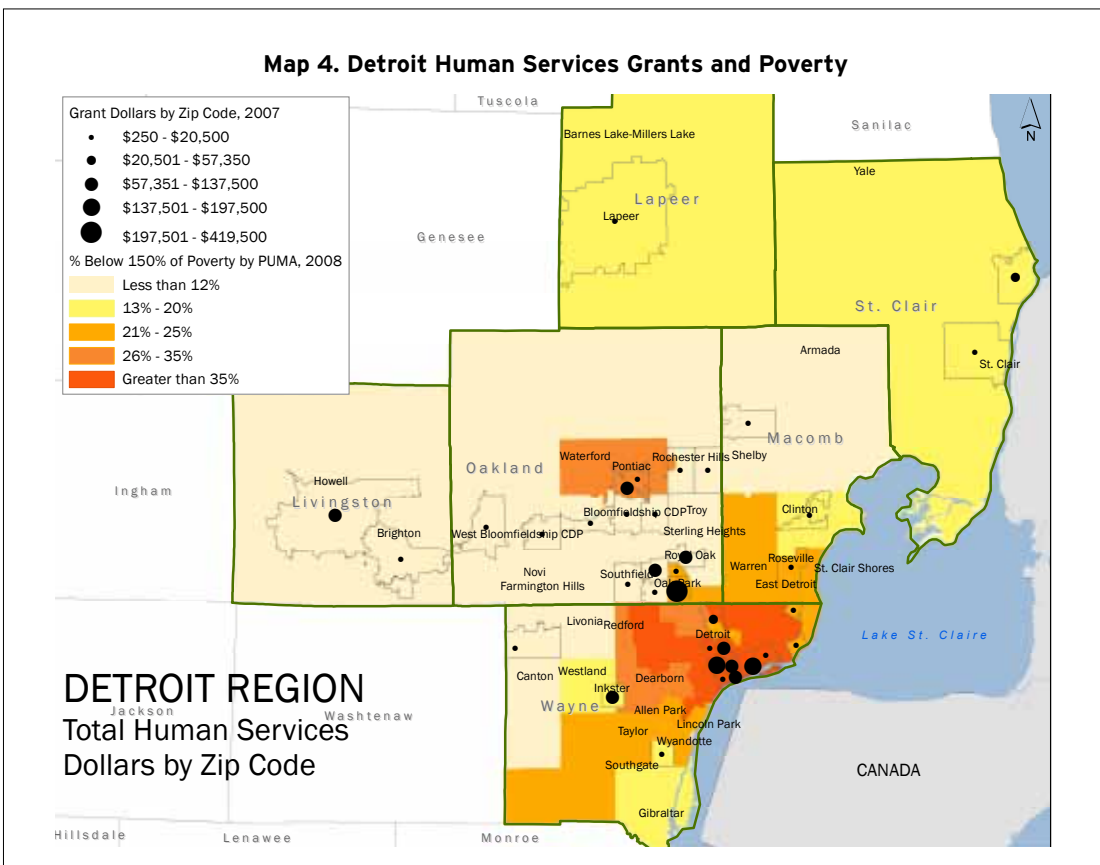 Map 4. Detroit Human Services Grants and Poverty
Grant Dollars by Zip Code, 2007
$250 - $20,500
$20,501 - $57,350
$57,351 - $137,500
$137,501 - $197,500
$197,501 - $419,500
% Below 150% of Poverty by PUMA, 2008
Less than 12%
13% - 20%
21% - 25%
26% - 35%
Greater than 35%
Tuscola
Sanilac
N
Barnes Lake-Millers Lake
Yale
Lapeer
Lapeer
Genesee
St. Clair
St. Clair
Armada
Macomb
Waterford
Pontiac
Rochester Hills
Shelby
Oakland
Howell
Livingston
Ingham
Brighton
Bloomfieldship CDP
Troy
Clinton
West Bloomfieldship CDP
Sterling Heights
Royal Oak
Roseville
Warren
St. Clair Shores
Novi
Southfield
Oak Park
East Detroit
Farmington Hills
Livonia
Redford
Detroit
Lake St. Claire
Canton
Westland
Inkster
Dearborn
Wayne
Allen Park
Lincoln Park
Taylor
Wyandotte
Southgate
Gibraltar
CANADA
DETROIT REGION
Jackson
Washtenaw
Total Human Services
Dollars by Zip Code
Hillsdale
Lenawee
Monroe